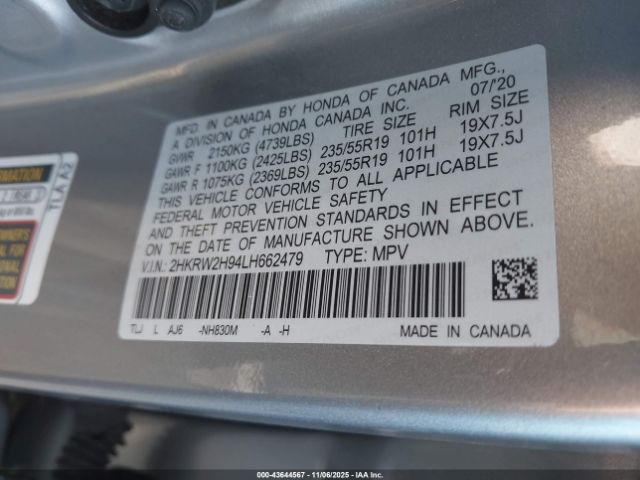 MFD. IN CANADA BY HONDA OF CANADA MFG.,
A DIVISION OF HONDA CANADA INC. 07/'20
GVWR 2150KG (4739LBS) TIRE SIZE RIM SIZE
GAWR F 1100KG (2425LBS) 235/55R19 101H 19X7.5J
GAWR R 1075KG (2369LBS) 235/55R19 101H 19X7.5J
THIS VEHICLE CONFORMS TO ALL APPLICABLE
FEDERAL MOTOR VEHICLE SAFETY
AND THEFT PREVENTION STANDARDS IN EFFECT
ON THE DATE OF MANUFACTURE SHOWN ABOVE.
V.I.N.: 2HKRW2H94LH662479 TYPE: MPV
TLJ L AJ6 -NH830M -A -H MADE IN CANADA
TLA A2
000-43644567 - 11/06/2025 - IAA Inc.